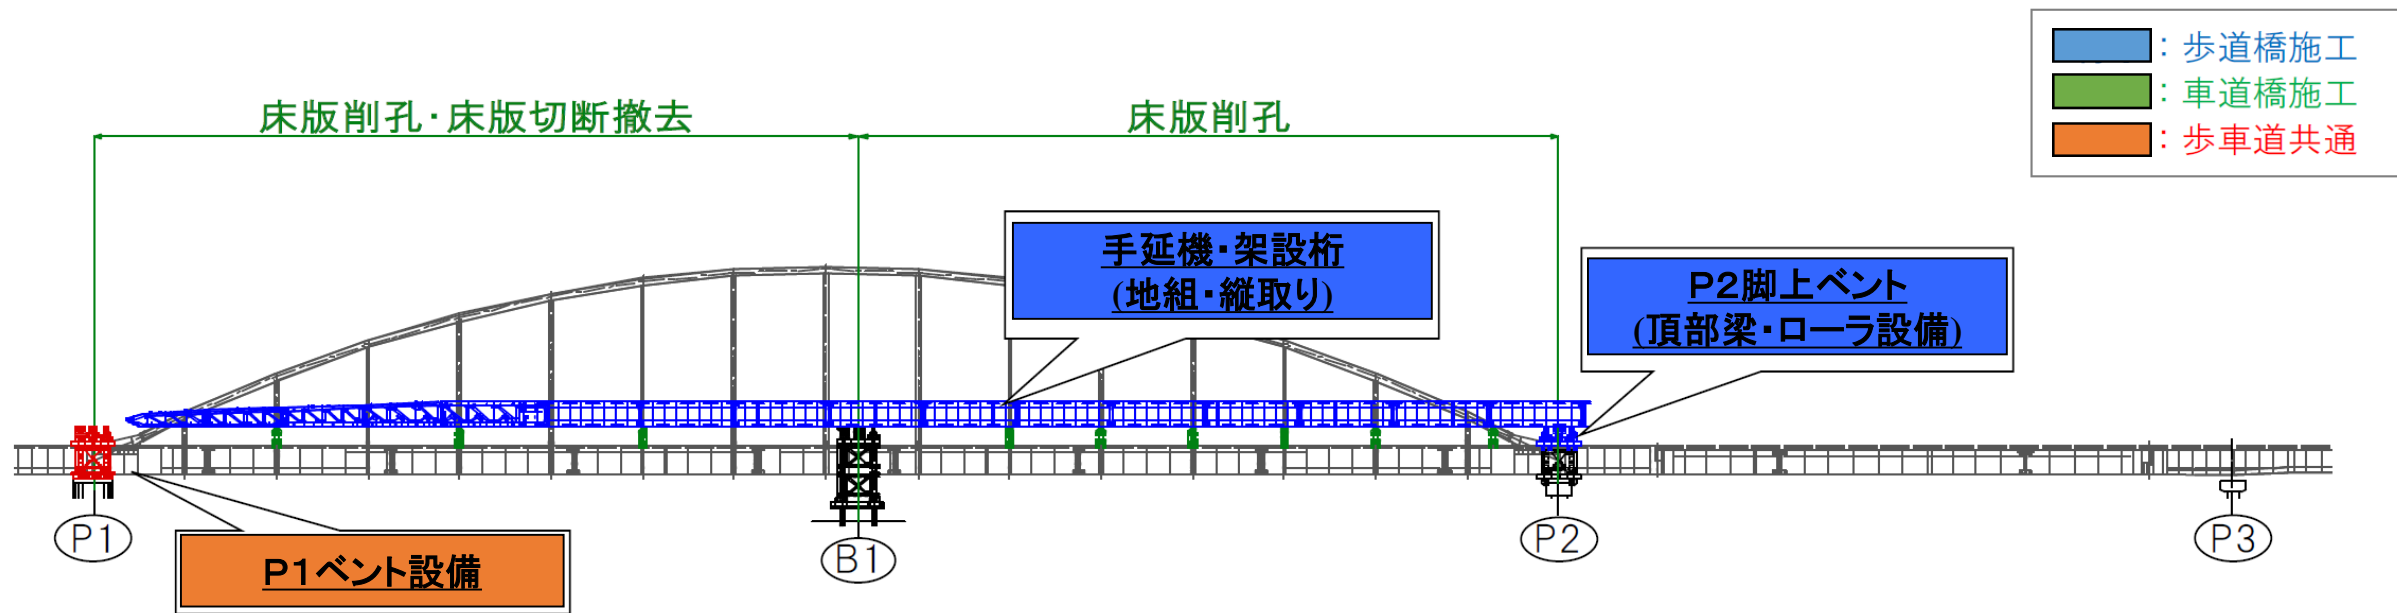 ：歩道橋施工
：車道橋施工
：歩車道共通
床版削孔・床版切断撤去
床版削孔
手延機・架設桁
(地組・縦取り)
P2脚上ベント
(頂部梁・ローラ設備)
P1
B1
P2
P3
P1ベント設備